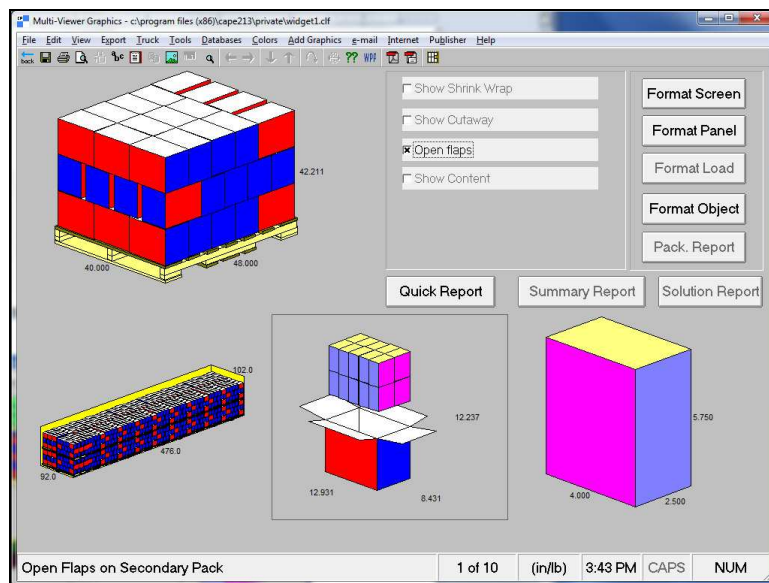 Multi-Viewer Graphics - c:\program files (x86)\cape213\private\widget1.clf
File Edit View Export Truck Tools Databases Colors Add Graphics e-mail Internet Publisher Help
back ?? WPF
Show Shrink Wrap
Show Cutaway
Open flaps
Show Content
Format Screen
Format Panel
Format Load
Format Object
Pack. Report
Quick Report Summary Report Solution Report
42.211
40.000
48.000
102.0
476.0
92.0
12.237
12.931
8.431
5.750
4.000
2.500
Open Flaps on Secondary Pack 1 of 10 (in/lb) 3:43 PM CAPS NUM